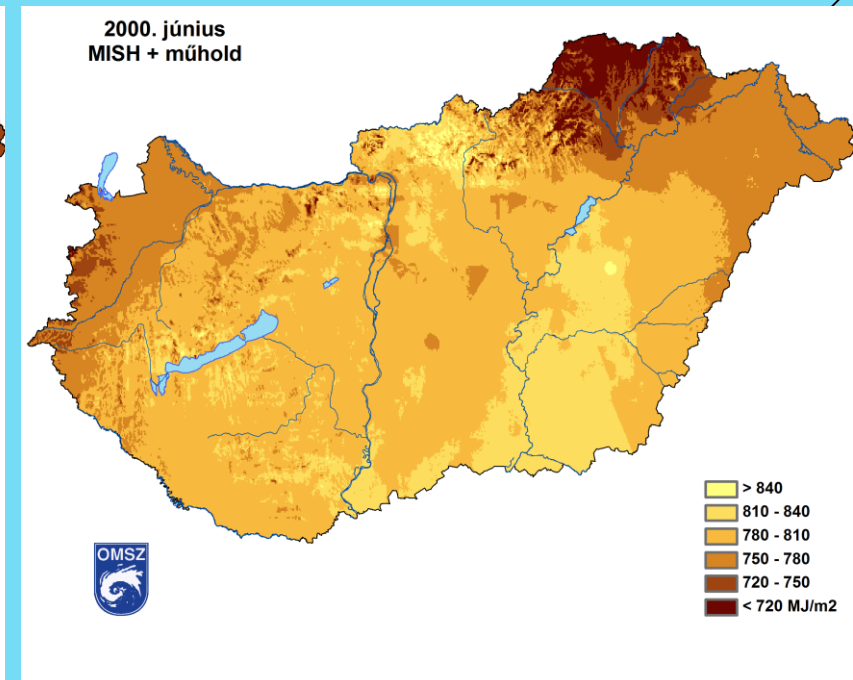 2000. június
MISH + műhold
> 840
810 - 840
780 - 810
750 - 780
720 - 750
< 720 MJ/m2
OMSZ